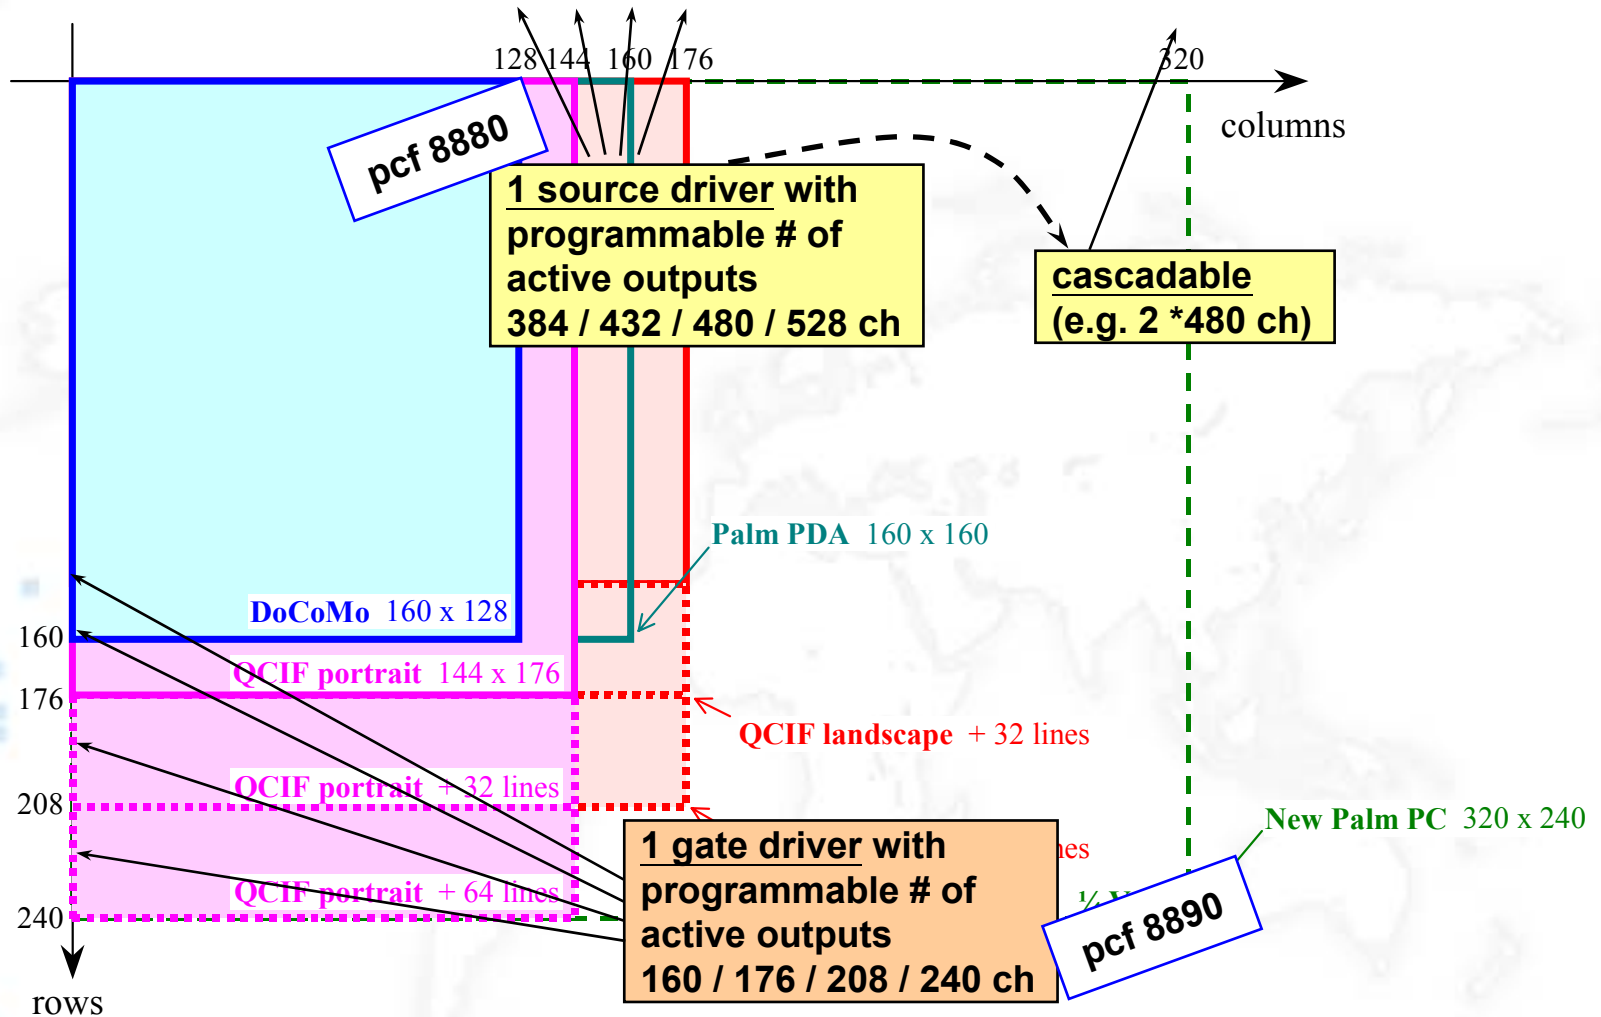 128 144 160 176 320
columns
pcf 8880
1 source driver with
programmable # of
active outputs
384 / 432 / 480 / 528 ch
cascadable
(e.g. 2 *480 ch)
Palm PDA 160 x 160
DoCoMo 160 x 128
160
QCIF portrait 144 x 176
176
QCIF landscape + 32 lines
QCIF portrait + 32 lines
208
New Palm PC 320 x 240
1 gate driver with
programmable # of
active outputs
160 / 176 / 208 / 240 ch
QCIF portrait + 64 lines
240
pcf 8890
rows